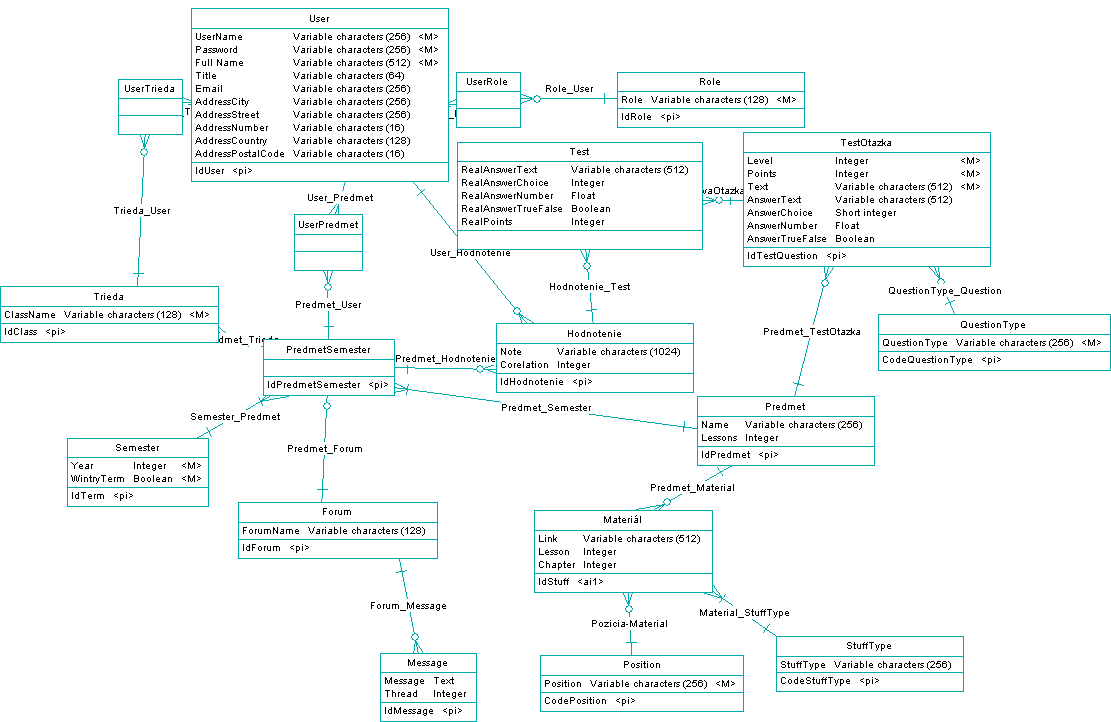 User
UserName Variable characters (256) <M>
Password Variable characters (256) <M>
Full Name Variable characters (512) <M>
Title Variable characters (64)
Email Variable characters (256)
AddressCity Variable characters (256)
AddressStreet Variable characters (256)
AddressNumber Variable characters (16)
AddressCountry Variable characters (128)
AddressPostalCode Variable characters (16)
IdUser <pi>
UserTrieda
UserRole
Role_User
Role
Role Variable characters (128) <M>
IdRole <pi>
Test
RealAnswerText Variable characters (512)
RealAnswerChoice Integer
RealAnswerNumber Float
RealAnswerTrueFalse Boolean
RealPoints Integer
vaOtazka
TestOtazka
Level Integer <M>
Points Integer <M>
Text Variable characters (512) <M>
AnswerText Variable characters (512)
AnswerChoice Short integer
AnswerNumber Float
AnswerTrueFalse Boolean
IdTestQuestion <pi>
Trieda_User
User_Predmet
UserPredmet
User_Hodnotenie
Hodnotenie_Test
QuestionType_Question
Trieda
ClassName Variable characters (128) <M>
IdClass <pi>
Predmet_User
dmet_Trieda
Hodnotenie
Note Variable characters (1024)
Corelation Integer
IdHodnotenie <pi>
Predmet_TestOtazka
QuestionType
QuestionType Variable characters (256) <M>
CodeQuestionType <pi>
PredmetSemester
IdPredmetSemester <pi>
Predmet_Hodnotenie
Predmet_Semester
Semester_Predmet
Predmet
Name Variable characters (256)
Lessons Integer
IdPredmet <pi>
Semester
Year Integer <M>
WintryTerm Boolean <M>
IdTerm <pi>
Predmet_Forum
Predmet_Material
Forum
ForumName Variable characters (128)
IdForum <pi>
Materiál
Link Variable characters (512)
Lesson Integer
Chapter Integer
IdStuff <ai1>
Forum_Message
Pozicia-Material
Material_StuffType
Message
Message Text
Thread Integer
IdMessage <pi>
Position
Position Variable characters (256) <M>
CodePosition <pi>
StuffType
StuffType Variable characters (256)
CodeStuffType <pi>